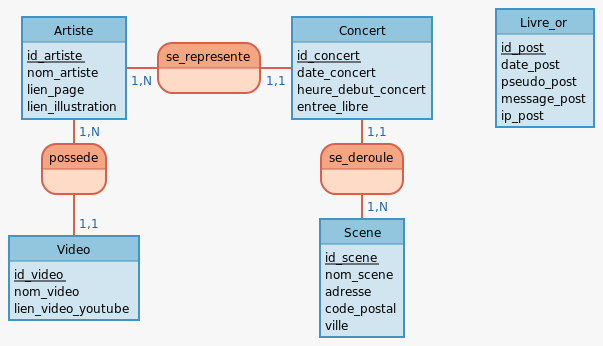 Artiste
id_artiste
nom_artiste
lien_page
lien_illustration
1,N
se_represente
1,1
Concert
id_concert
date_concert
heure_debut_concert
entree_libre
Livre_or
id_post
date_post
pseudo_post
message_post
ip_post
1,N
possede
1,1
Video
id_video
nom_video
lien_video_youtube
1,1
se_deroule
1,N
Scene
id_scene
nom_scene
adresse
code_postal
ville